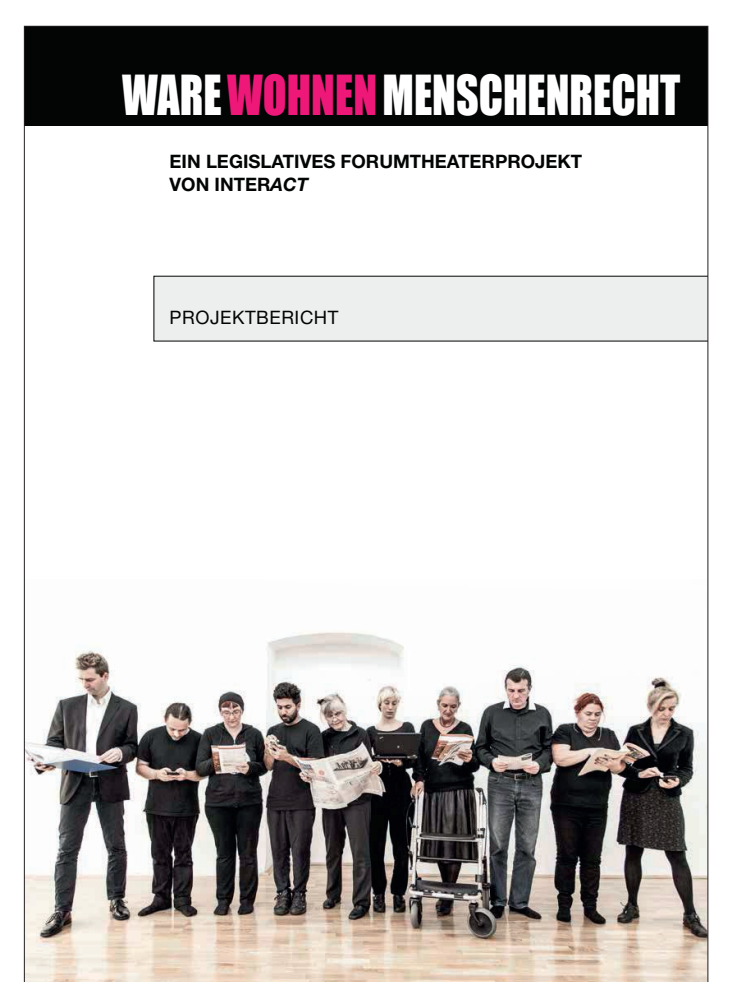 WARE WOHNEN MENSCHENRECHT
EIN LEGISLATIVES FORUMTHEATERPROJEKT
VON INTERACT
PROJEKTBERICHT